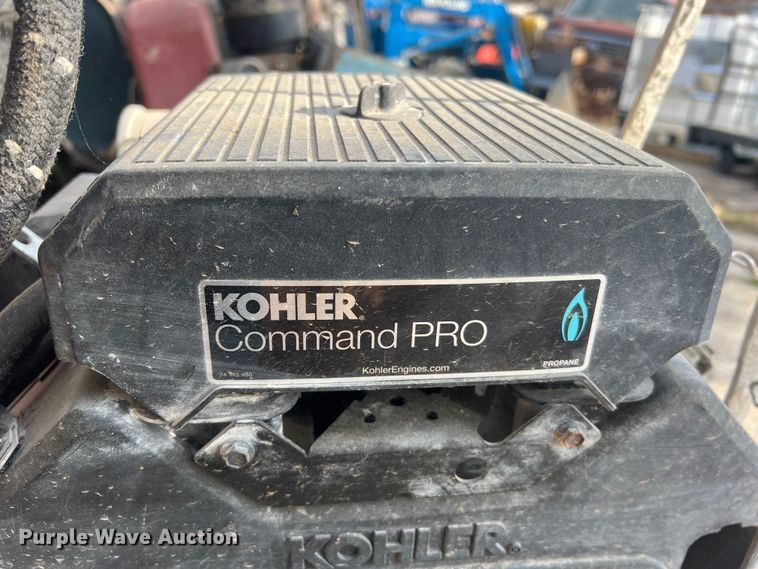 KOHLER®
Command PRO
KohlerEngines.com
PROPANE
KOHLER®
Purple Wave Auction